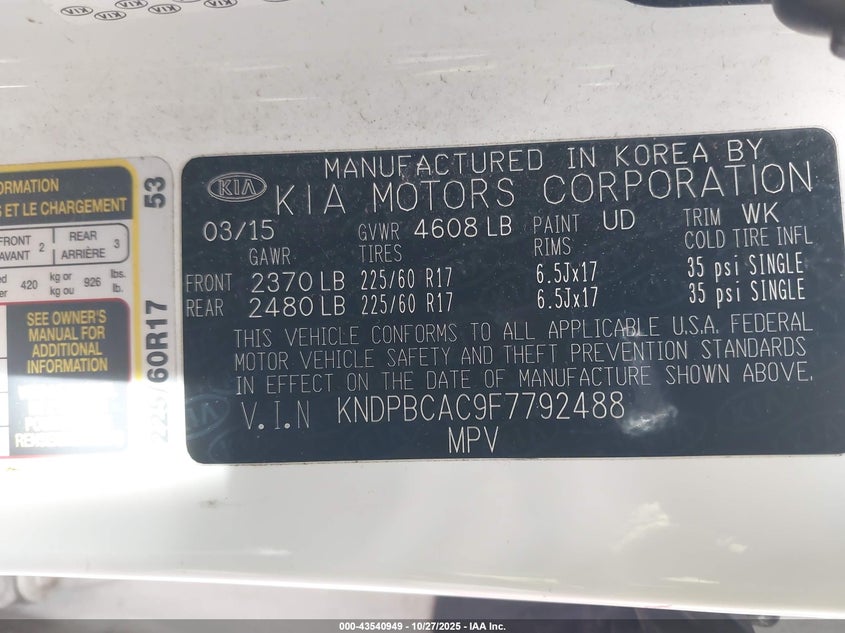 KIA KIA KIA KIA
ORMATION
S ET LE CHARGEMENT
FRONT 2 REAR 3
AVANT ARRIÈRE
420 kg or 926 lbs.
kg ou lb.
SEE OWNER'S
MANUAL FOR
ADDITIONAL
INFORMATION
53
225/60R17
MANUFACTURED IN KOREA BY
KIA KIA MOTORS CORPORATION
03/15 GVWR 4608 LB PAINT UD TRIM WK
GAWR TIRES RIMS COLD TIRE INFL
FRONT 2370 LB 225/60 R17 6.5Jx17 35 psi SINGLE
REAR 2480 LB 225/60 R17 6.5Jx17 35 psi SINGLE
THIS VEHICLE CONFORMS TO ALL APPLICABLE U.S.A. FEDERAL
MOTOR VEHICLE SAFETY AND THEFT PREVENTION STANDARDS
IN EFFECT ON THE DATE OF MANUFACTURE SHOWN ABOVE.
V.I.N KNDPBCAC9F7792488
MPV
000-43540949 - 10/27/2025 - IAA Inc.